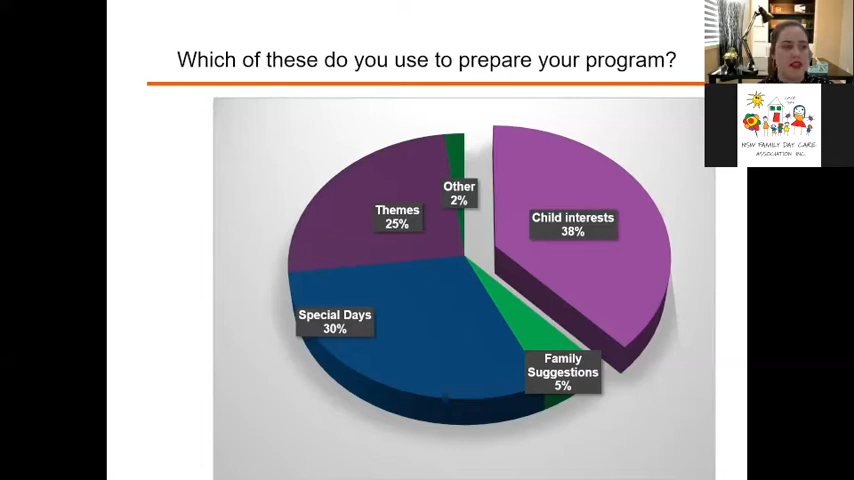 Which of these do you use to prepare your program?
Other
2%
Themes
25%
Child interests
38%
Special Days
30%
Family
Suggestions
5%
NSW FAMILY DAY CARE
ASSOCIATION INC.